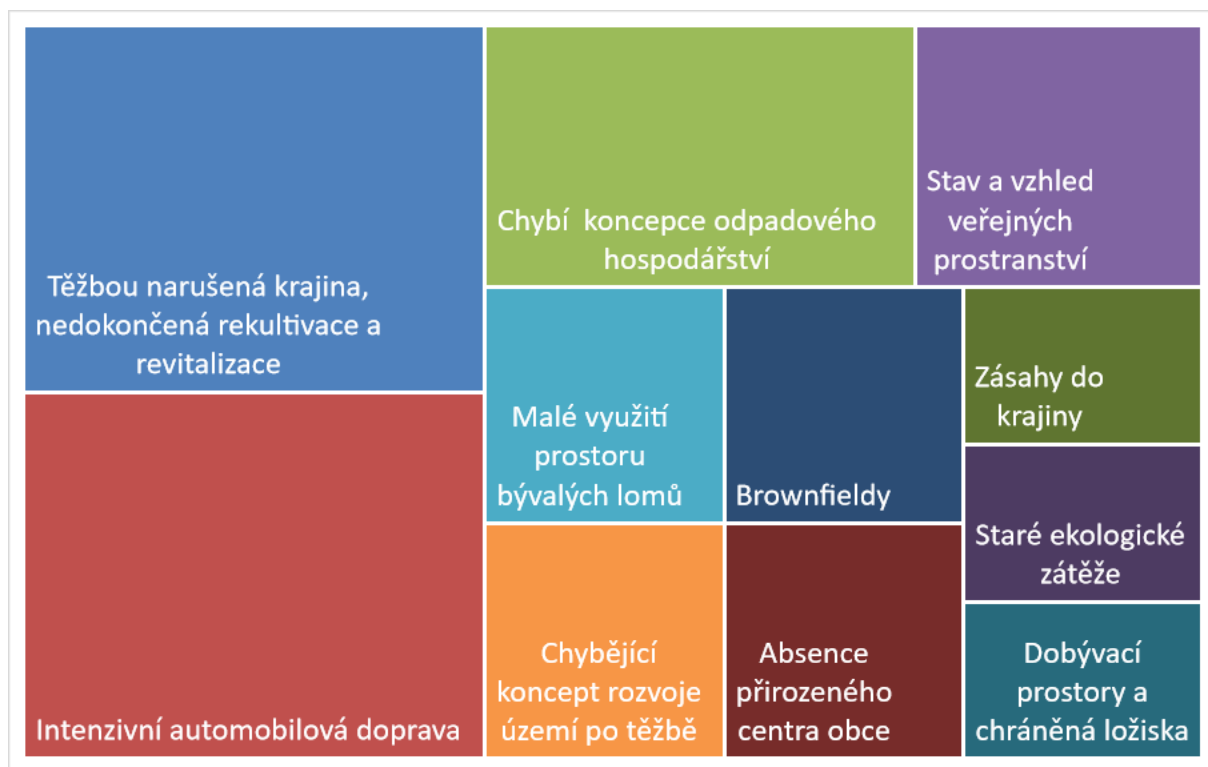 Těžbou narušená krajina,
nedokončená rekultivace a
revitalizace
Intenzivní automobilová doprava
Chybí  koncepce odpadového
hospodářství
Stav a vzhled
veřejných
prostranství
Malé využití
prostoru
bývalých lomů
Brownfieldy
Zásahy do
krajiny
Staré ekologické
zátěže
Chybějící
koncept rozvoje
území po těžbě
Absence
přirozeného
centra obce
Dobývací
prostory a
chráněná ložiska